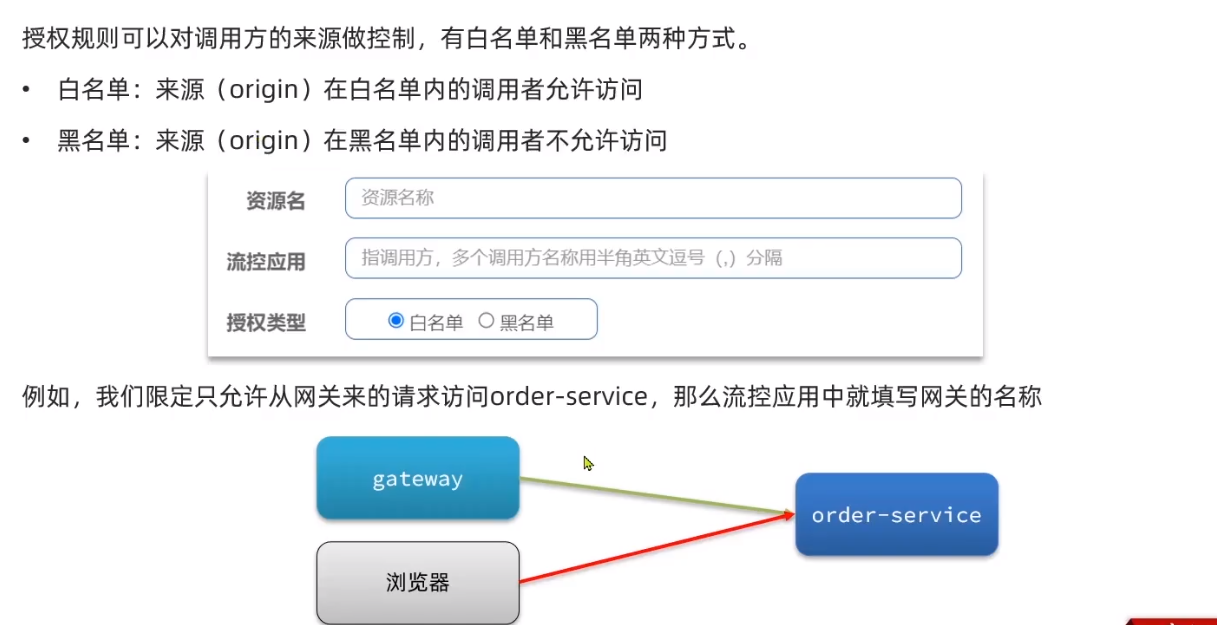 授权规则可以对调用方的来源做控制，有白名单和黑名单两种方式。
• 白名单：来源（origin）在白名单内的调用者允许访问
• 黑名单：来源（origin）在黑名单内的调用者不允许访问
资源名 资源名称
流控应用 指调用方，多个调用方名称用半角英文逗号（,）分隔
授权类型 白名单 黑名单
例如，我们限定只允许从网关来的请求访问order-service，那么流控应用中就填写网关的名称
gateway
order-service
浏览器